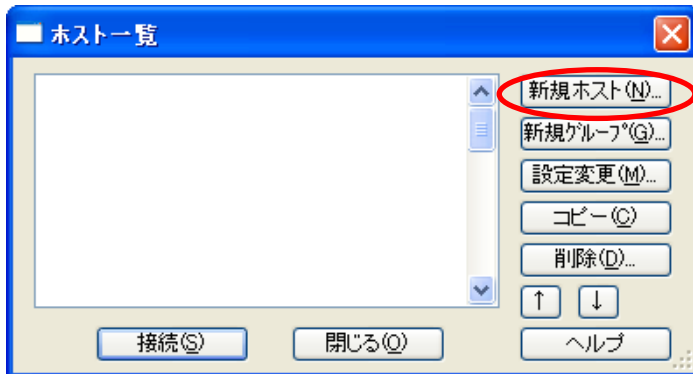 ホスト一覧
新規ホスト(N)...
新規ｸﾞﾙｰﾌﾟ(G)...
設定変更(M)...
コピー(C)
削除(D)...
↑ ↓
接続(S) 閉じる(O) ヘルプ